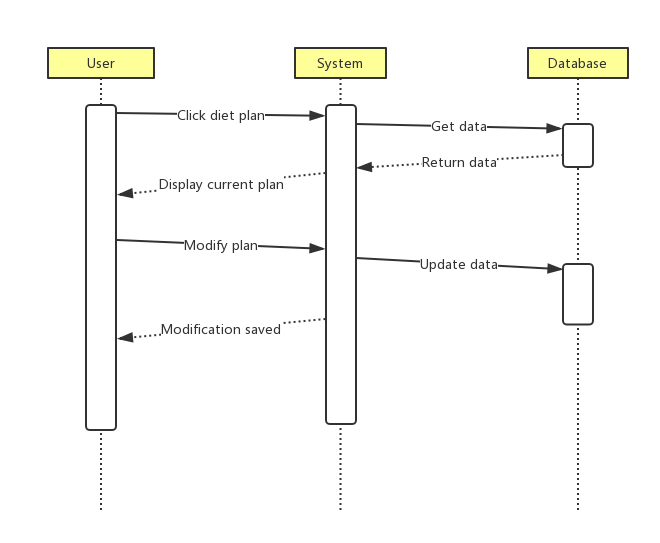 User
System
Database
Click diet plan
Get data
Return data
Display current plan
Modify plan
Update data
Modification saved